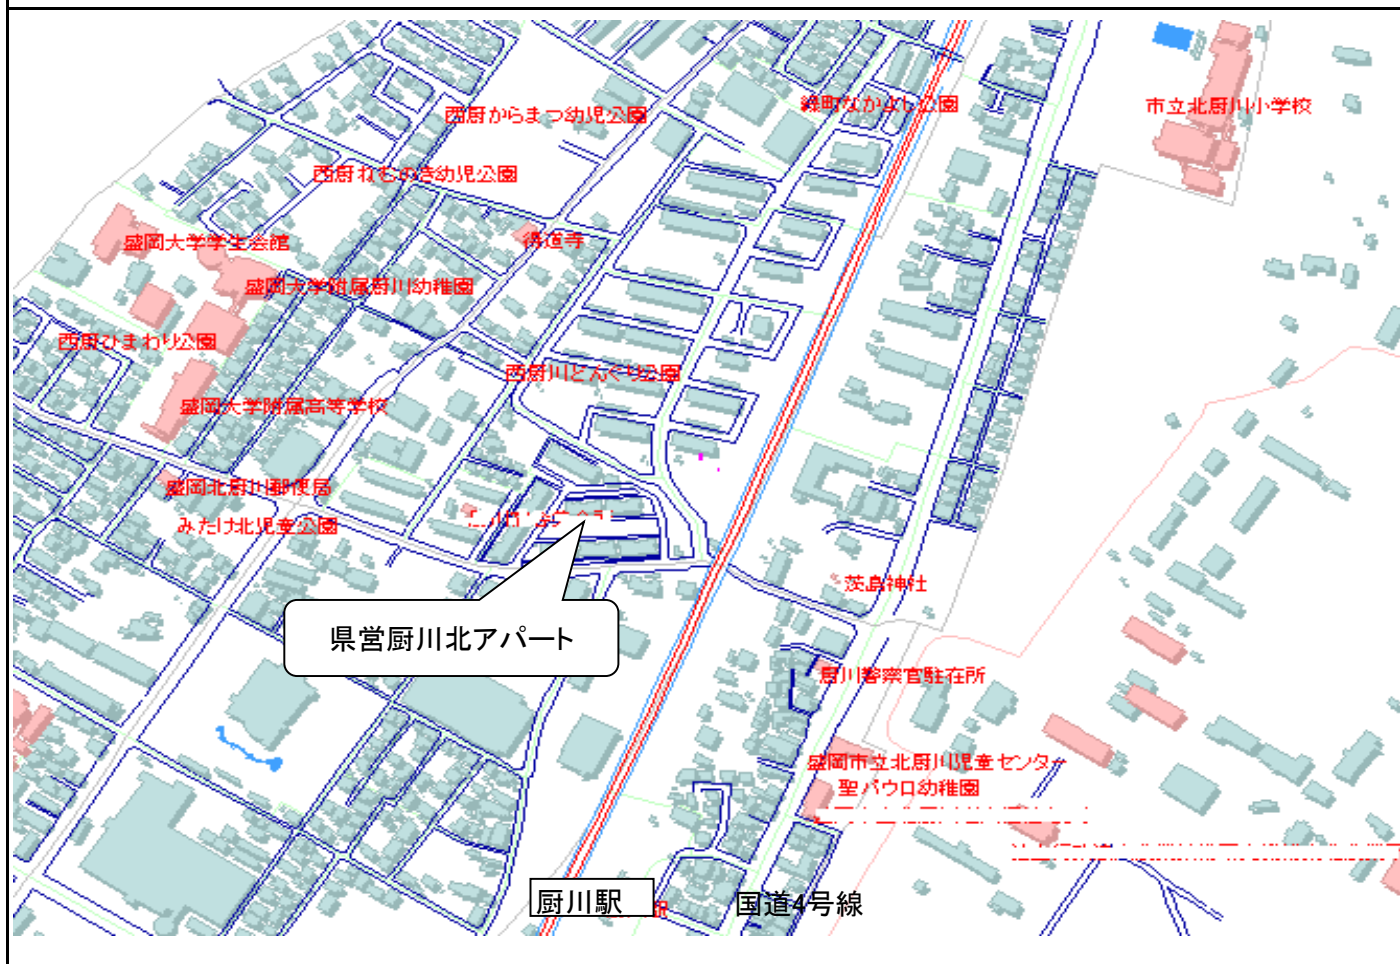 緑町なかよし公園
市立北厨川小学校
西厨からまつ幼児公園
西厨ねむのき幼児公園
得道寺
盛岡大学学生会館
盛岡大学附属厨川幼稚園
西厨ひまわり公園
西厨川どんぐり公園
盛岡大学附属高等学校
盛岡北厨川郵便局
みたけ北児童公園
茨島神社
県営厨川北アパート
厨川警察官駐在所
盛岡市立北厨川児童センター
聖パウロ幼稚園
厨川駅
駅
国道4号線